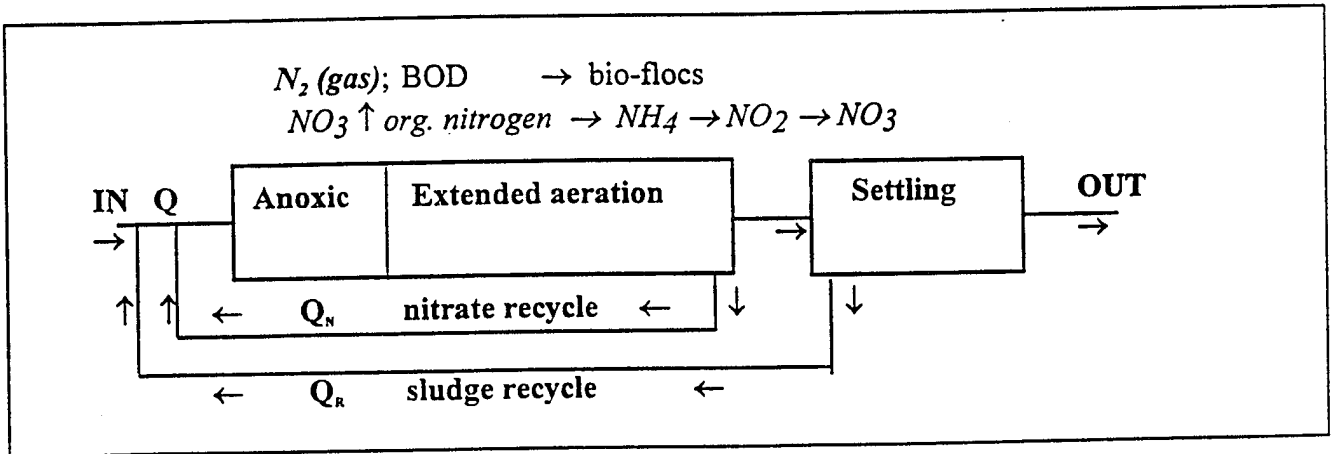 N₂ (gas); BOD → bio-flocs
NO3 ↑ org. nitrogen → NH4 → NO2 → NO3
IN Q Anoxic Extended aeration Settling OUT
→ → →
↑ ↑ ← Qₙ nitrate recycle ← ↓ ↓
← Qᵣ sludge recycle ←